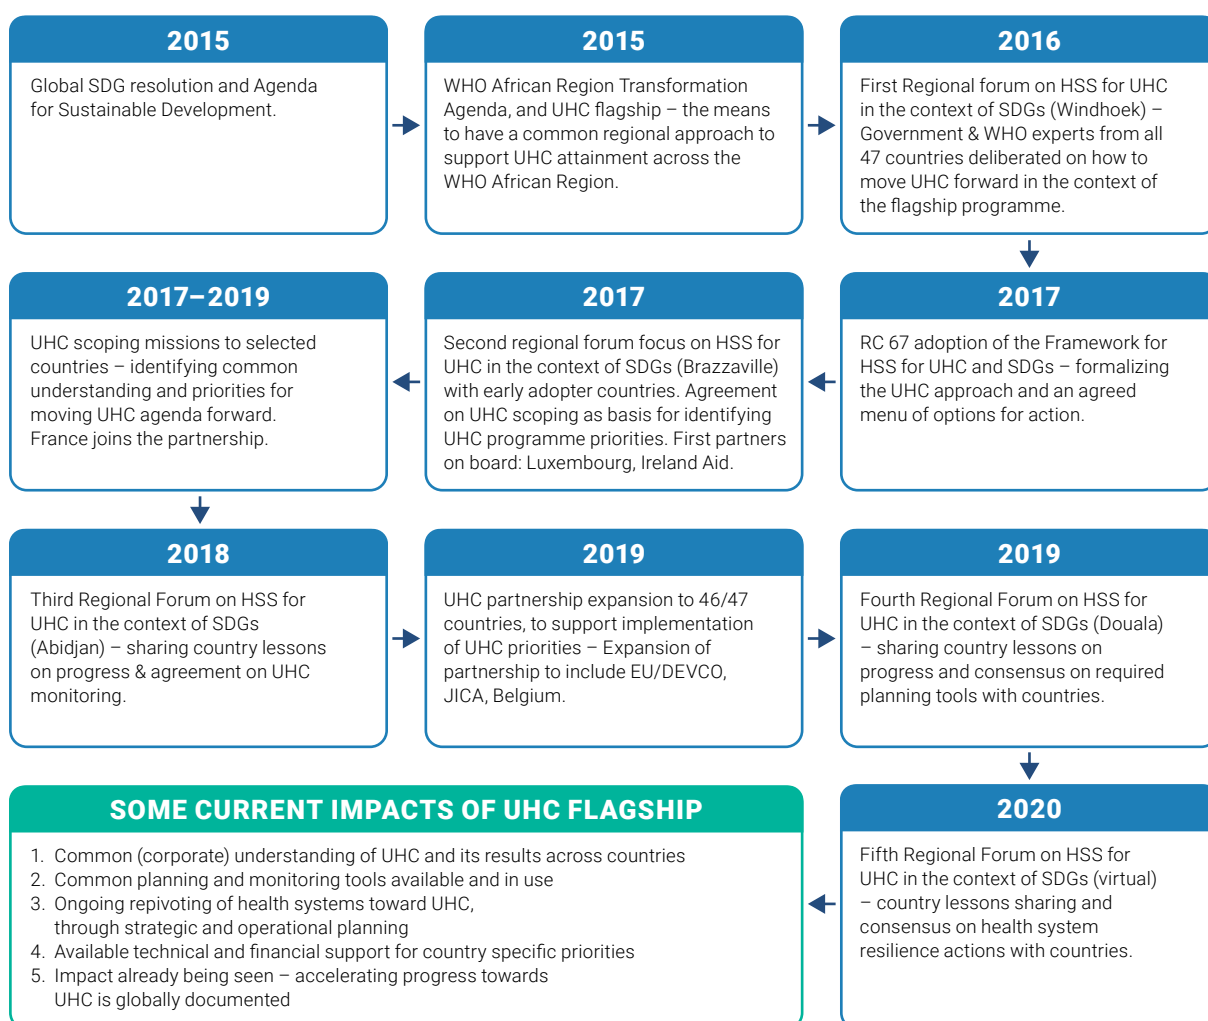 2015
Global SDG resolution and Agenda
for Sustainable Development.
2015
WHO African Region Transformation
Agenda, and UHC flagship – the means
to have a common regional approach to
support UHC attainment across the
WHO African Region.
2016
First Regional forum on HSS for UHC
in the context of SDGs (Windhoek) –
Government & WHO experts from all
47 countries deliberated on how to
move UHC forward in the context of
the flagship programme.
2017
RC 67 adoption of the Framework for
HSS for UHC and SDGs – formalizing
the UHC approach and an agreed
menu of options for action.
2017
Second regional forum focus on HSS for
UHC in the context of SDGs (Brazzaville)
with early adopter countries. Agreement
on UHC scoping as basis for identifying
UHC programme priorities. First partners
on board: Luxembourg, Ireland Aid.
2017–2019
UHC scoping missions to selected
countries – identifying common
understanding and priorities for
moving UHC agenda forward.
France joins the partnership.
2018
Third Regional Forum on HSS for
UHC in the context of SDGs
(Abidjan) – sharing country lessons
on progress & agreement on UHC
monitoring.
2019
UHC partnership expansion to 46/47
countries, to support implementation
of UHC priorities – Expansion of
partnership to include EU/DEVCO,
JICA, Belgium.
2019
Fourth Regional Forum on HSS for
UHC in the context of SDGs (Douala)
– sharing country lessons on
progress and consensus on required
planning tools with countries.
2020
Fifth Regional Forum on HSS for
UHC in the context of SDGs (virtual)
– country lessons sharing and
consensus on health system
resilience actions with countries.
SOME CURRENT IMPACTS OF UHC FLAGSHIP
1. Common (corporate) understanding of UHC and its results across countries
2. Common planning and monitoring tools available and in use
3. Ongoing repivoting of health systems toward UHC,
through strategic and operational planning
4. Available technical and financial support for country specific priorities
5. Impact already being seen – accelerating progress towards
UHC is globally documented